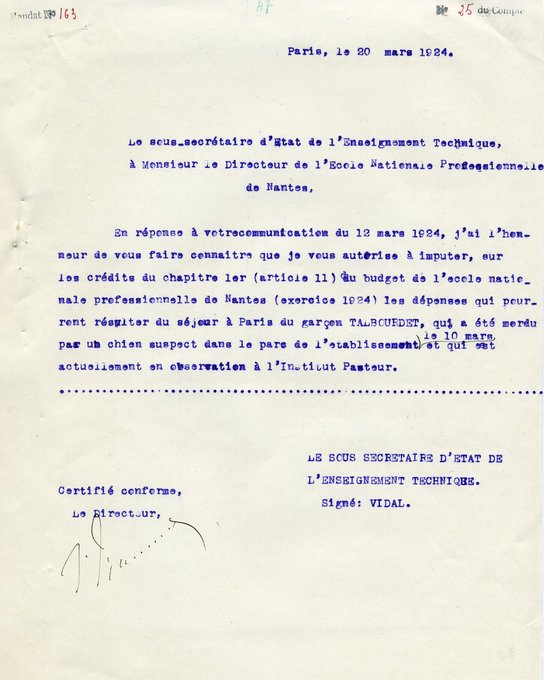 Mandat N° 163
47
N° 25 du Compte
Paris, le 20 mars 1924.
Le sous-secrétaire d'Etat de l'Enseignement Technique,
à Monsieur le Directeur de l'Ecole Nationale Professionnelle
de Nantes,
En réponse à votrecommunication du 12 mars 1924, j'ai l'hon-
neur de vous faire connaitre que je vous autorise à imputer, sur
les crédits du chapitre 1er (article 11) du budget de l'ecole natio-
nale professionnelle de Nantes (exercice 1924) les dépenses qui pour-
ront résulter du séjour à Paris du garçon TALBOURDET, qui a été mordu
le 10 mars
par un chien suspect dans le parc de l'etablissement et qui est
actuellement en observation à l'Institut Pasteur.
LE SOUS SECRETAIRE D'ETAT DE
L'ENSEIGNEMENT TECHNIQUE.
Signé: VIDAL.
Certifié conforme,
Le Directeur,